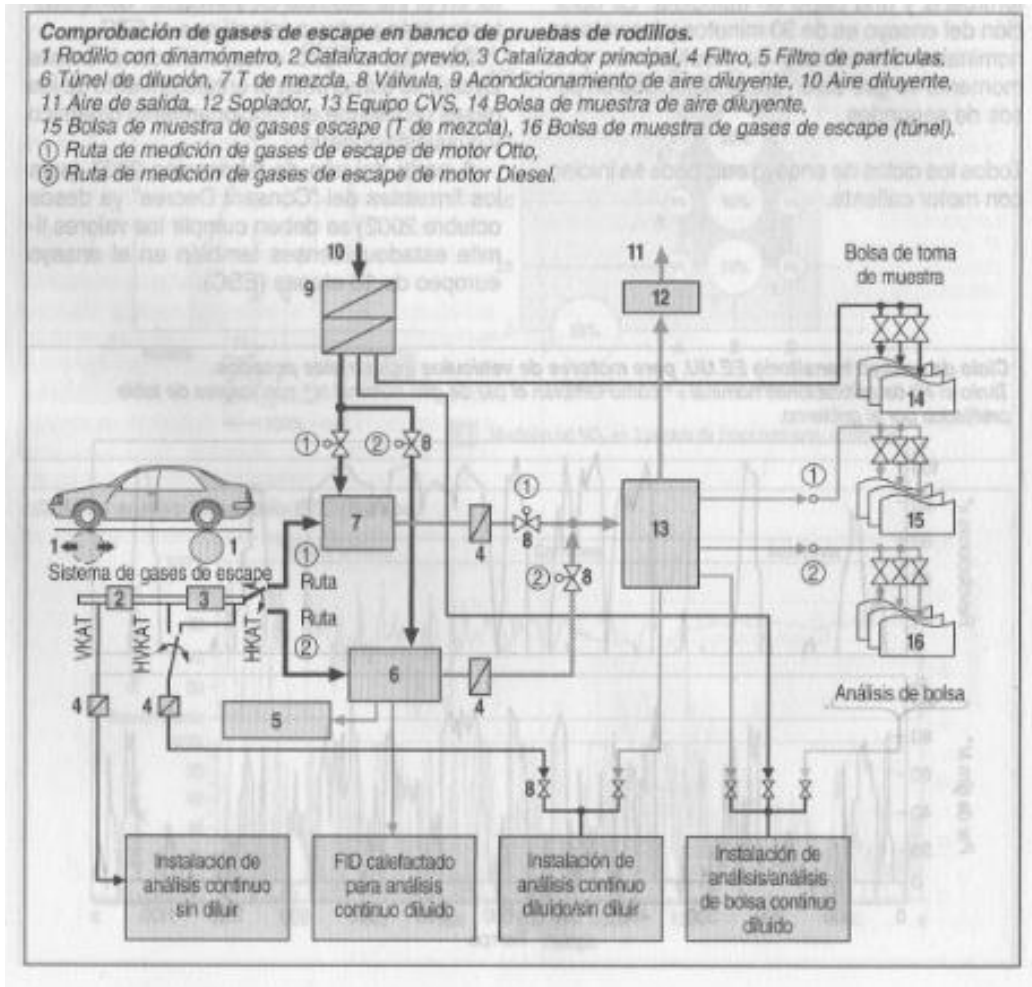 Comprobación de gases de escape en banco de pruebas de rodillos.
1 Rodillo con dinamómetro, 2 Catalizador previo, 3 Catalizador principal, 4 Filtro, 5 Filtro de partículas,
6 Túnel de dilución, 7 T de mezcla, 8 Válvula, 9 Acondicionamiento de aire diluyente, 10 Aire diluyente,
11 Aire de salida, 12 Soplador, 13 Equipo CVS, 14 Bolsa de muestra de aire diluyente,
15 Bolsa de muestra de gases escape (T de mezcla), 16 Bolsa de muestra de gases de escape (túnel).
① Ruta de medición de gases de escape de motor Otto,
② Ruta de medición de gases de escape de motor Diesel.
10
11
Bolsa de toma
de muestra
9
12
14
①
②
8
①
①
7
4
8
13
15
1
1
①
②
8
②
Sistema de gases de escape
Ruta
2
3
Ruta
②
VKAT
HVKAT
HKAT
16
6
4
Análisis de bolsa
4
4
5
8
Instalación de
análisis continuo
sin diluir
FID calefactado
para análisis
continuo diluido
Instalación de
análisis continuo
diluido/sin diluir
Instalación de
análisis/análisis
de bolsa continuo
diluido